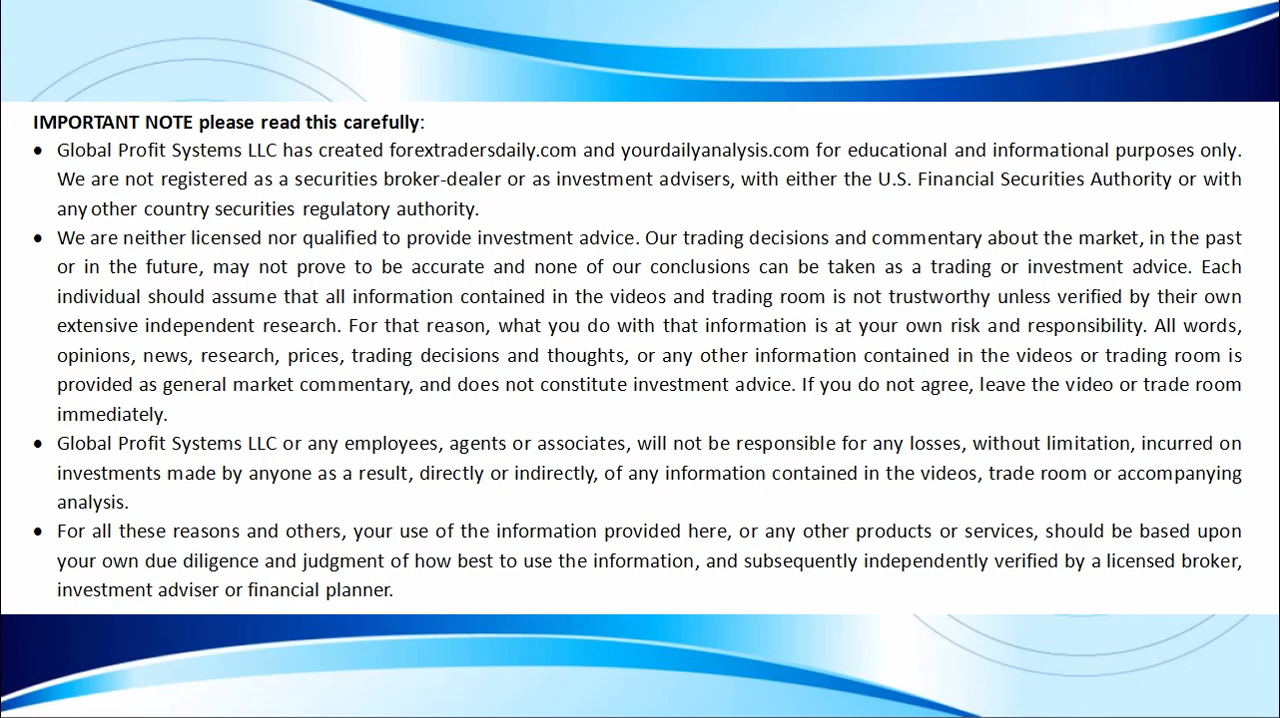 IMPORTANT NOTE please read this carefully:
• Global Profit Systems LLC has created forextradersdaily.com and yourdailyanalysis.com for educational and informational purposes only.
We are not registered as a securities broker-dealer or as investment advisers, with either the U.S. Financial Securities Authority or with
any other country securities regulatory authority.
• We are neither licensed nor qualified to provide investment advice. Our trading decisions and commentary about the market, in the past
or in the future, may not prove to be accurate and none of our conclusions can be taken as a trading or investment advice. Each
individual should assume that all information contained in the videos and trading room is not trustworthy unless verified by their own
extensive independent research. For that reason, what you do with that information is at your own risk and responsibility. All words,
opinions, news, research, prices, trading decisions and thoughts, or any other information contained in the videos or trading room is
provided as general market commentary, and does not constitute investment advice. If you do not agree, leave the video or trade room
immediately.
• Global Profit Systems LLC or any employees, agents or associates, will not be responsible for any losses, without limitation, incurred on
investments made by anyone as a result, directly or indirectly, of any information contained in the videos, trade room or accompanying
analysis.
• For all these reasons and others, your use of the information provided here, or any other products or services, should be based upon
your own due diligence and judgment of how best to use the information, and subsequently independently verified by a licensed broker,
investment adviser or financial planner.